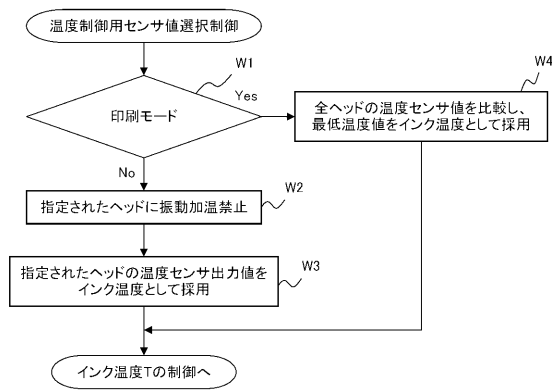 温度制御用センサ値選択制御
W1
Yes
W4
印刷モード
全ヘッドの温度センサ値を比較し、
最低温度値をインク温度として採用
No
W2
指定されたヘッドに振動加温禁止
W3
指定されたヘッドの温度センサ出力値を
インク温度として採用
インク温度Tの制御へ